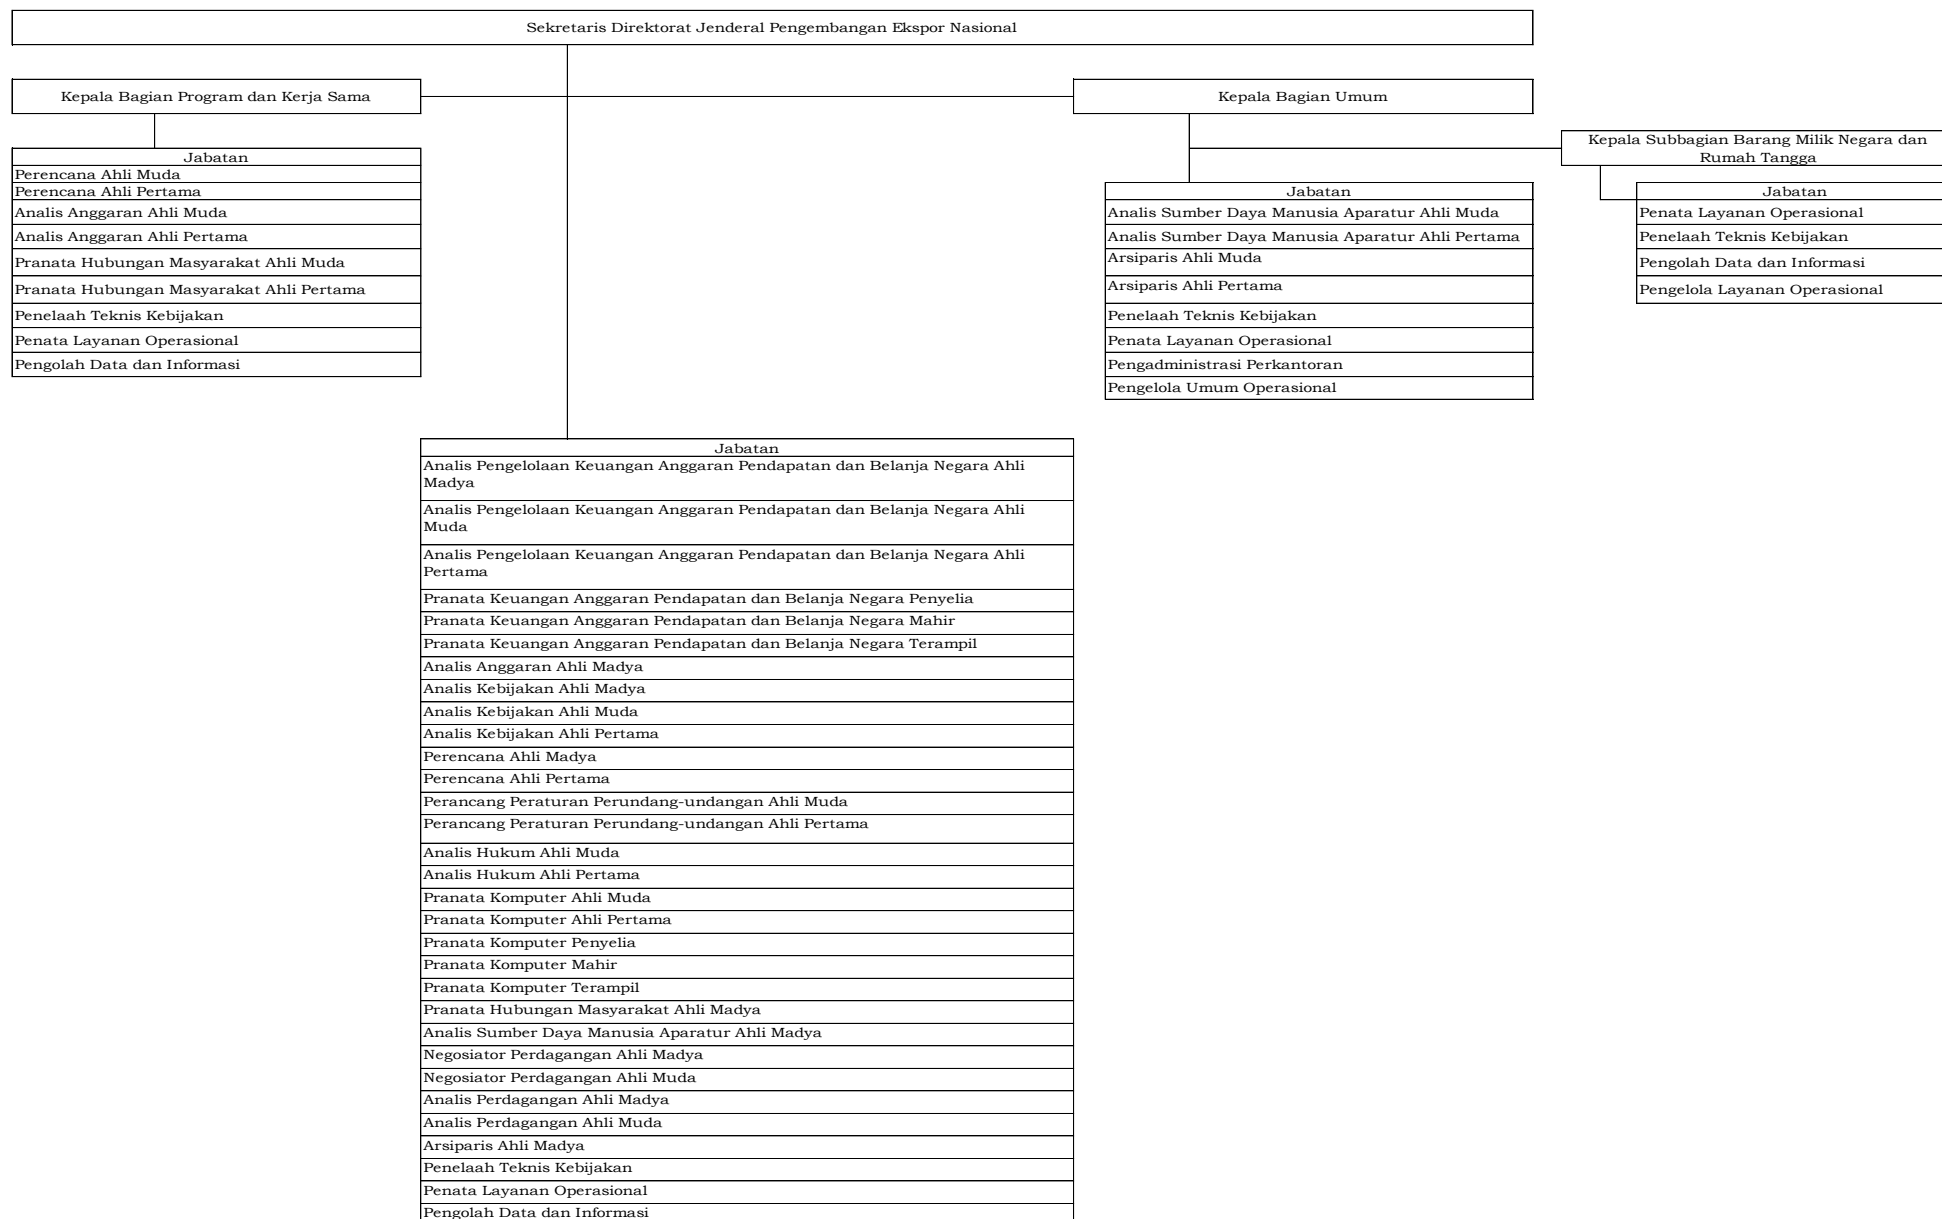 Sekretaris Direktorat Jenderal Pengembangan Ekspor Nasional
Kepala Bagian Program dan Kerja Sama
Jabatan
Perencana Ahli Muda
Perencana Ahli Pertama
Analis Anggaran Ahli Muda
Analis Anggaran Ahli Pertama
Pranata Hubungan Masyarakat Ahli Muda
Pranata Hubungan Masyarakat Ahli Pertama
Penelaah Teknis Kebijakan
Penata Layanan Operasional
Pengolah Data dan Informasi
Kepala Bagian Umum
Jabatan
Analis Sumber Daya Manusia Aparatur Ahli Muda
Analis Sumber Daya Manusia Aparatur Ahli Pertama
Arsiparis Ahli Muda
Arsiparis Ahli Pertama
Penelaah Teknis Kebijakan
Penata Layanan Operasional
Pengadministrasi Perkantoran
Pengelola Umum Operasional
Kepala Subbagian Barang Milik Negara dan
Rumah Tangga
Jabatan
Penata Layanan Operasional
Penelaah Teknis Kebijakan
Pengolah Data dan Informasi
Pengelola Layanan Operasional
Jabatan
Analis Pengelolaan Keuangan Anggaran Pendapatan dan Belanja Negara Ahli
Madya
Analis Pengelolaan Keuangan Anggaran Pendapatan dan Belanja Negara Ahli
Muda
Analis Pengelolaan Keuangan Anggaran Pendapatan dan Belanja Negara Ahli
Pertama
Pranata Keuangan Anggaran Pendapatan dan Belanja Negara Penyelia
Pranata Keuangan Anggaran Pendapatan dan Belanja Negara Mahir
Pranata Keuangan Anggaran Pendapatan dan Belanja Negara Terampil
Analis Anggaran Ahli Madya
Analis Kebijakan Ahli Madya
Analis Kebijakan Ahli Muda
Analis Kebijakan Ahli Pertama
Perencana Ahli Madya
Perencana Ahli Pertama
Perancang Peraturan Perundang-undangan Ahli Muda
Perancang Peraturan Perundang-undangan Ahli Pertama
Analis Hukum Ahli Muda
Analis Hukum Ahli Pertama
Pranata Komputer Ahli Muda
Pranata Komputer Ahli Pertama
Pranata Komputer Penyelia
Pranata Komputer Mahir
Pranata Komputer Terampil
Pranata Hubungan Masyarakat Ahli Madya
Analis Sumber Daya Manusia Aparatur Ahli Madya
Negosiator Perdagangan Ahli Madya
Negosiator Perdagangan Ahli Muda
Analis Perdagangan Ahli Madya
Analis Perdagangan Ahli Muda
Arsiparis Ahli Madya
Penelaah Teknis Kebijakan
Penata Layanan Operasional
Pengolah Data dan Informasi